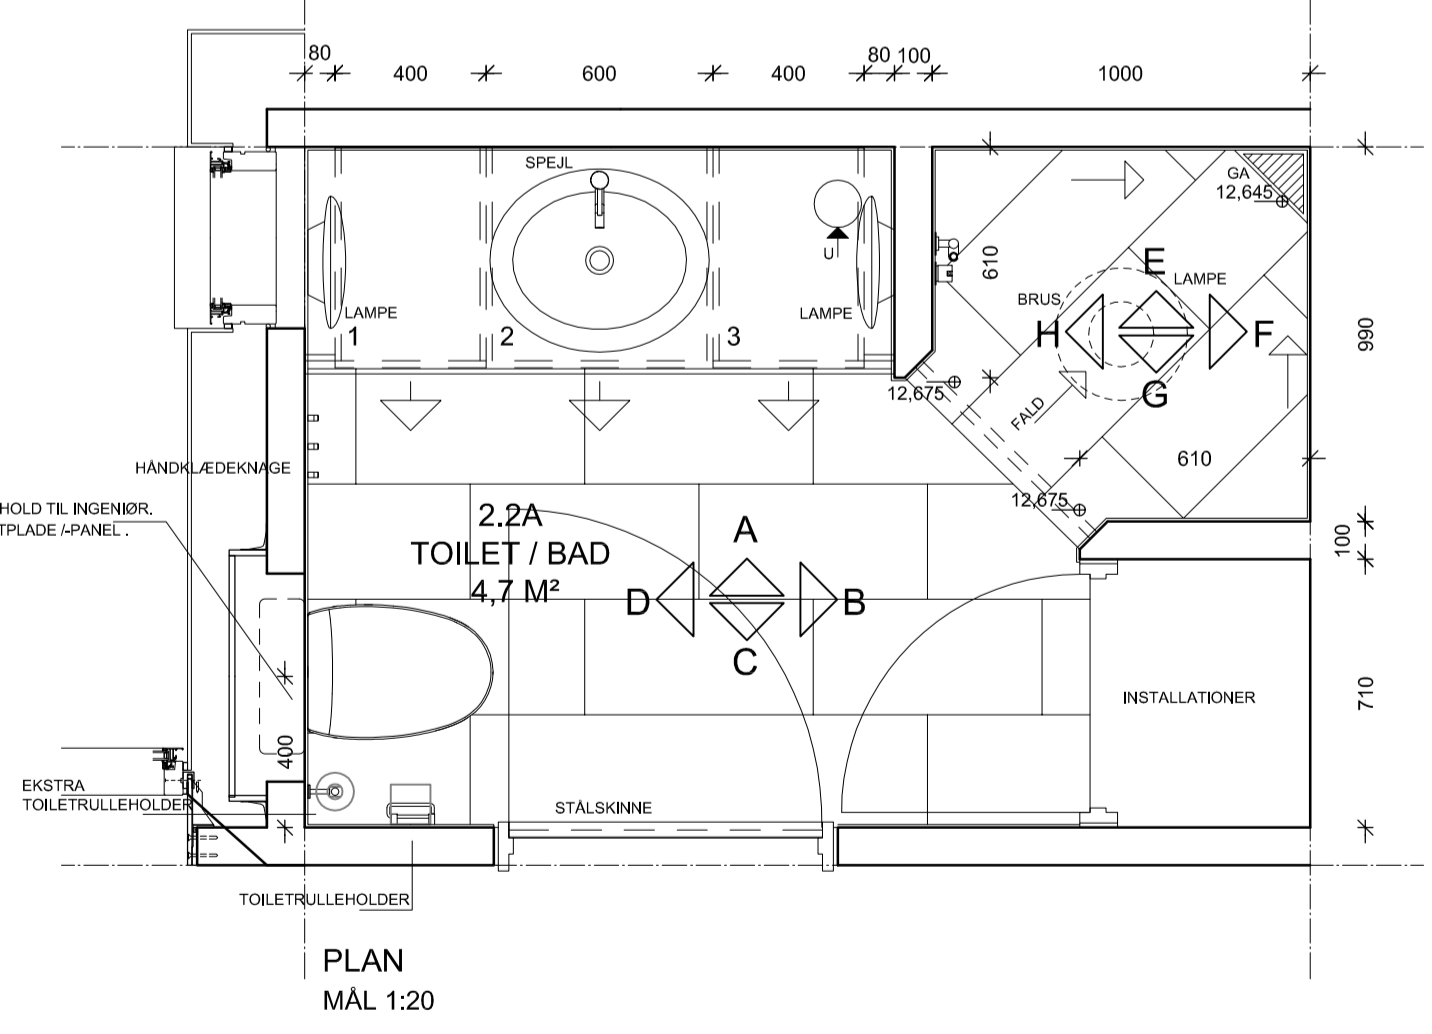 80
400
600
400
80
100
1000
SPEJL
GA
12,645
U
610
E
LAMPE
BRUS
LAMPE
LAMPE
H
F
990
1
2
3
G
12,675
FALD
HÅNDKLÆDEKNAGE
610
12,675
HOLD TIL INGENIØR.
TPLADE /-PANEL .
2.2A
TOILET / BAD
4,7 M²
A
100
D
B
C
INSTALLATIONER
710
400
EKSTRA
TOILETRULLEHOLDER
STÅLSKINNE
TOILETRULLEHOLDER
PLAN
MÅL 1:20